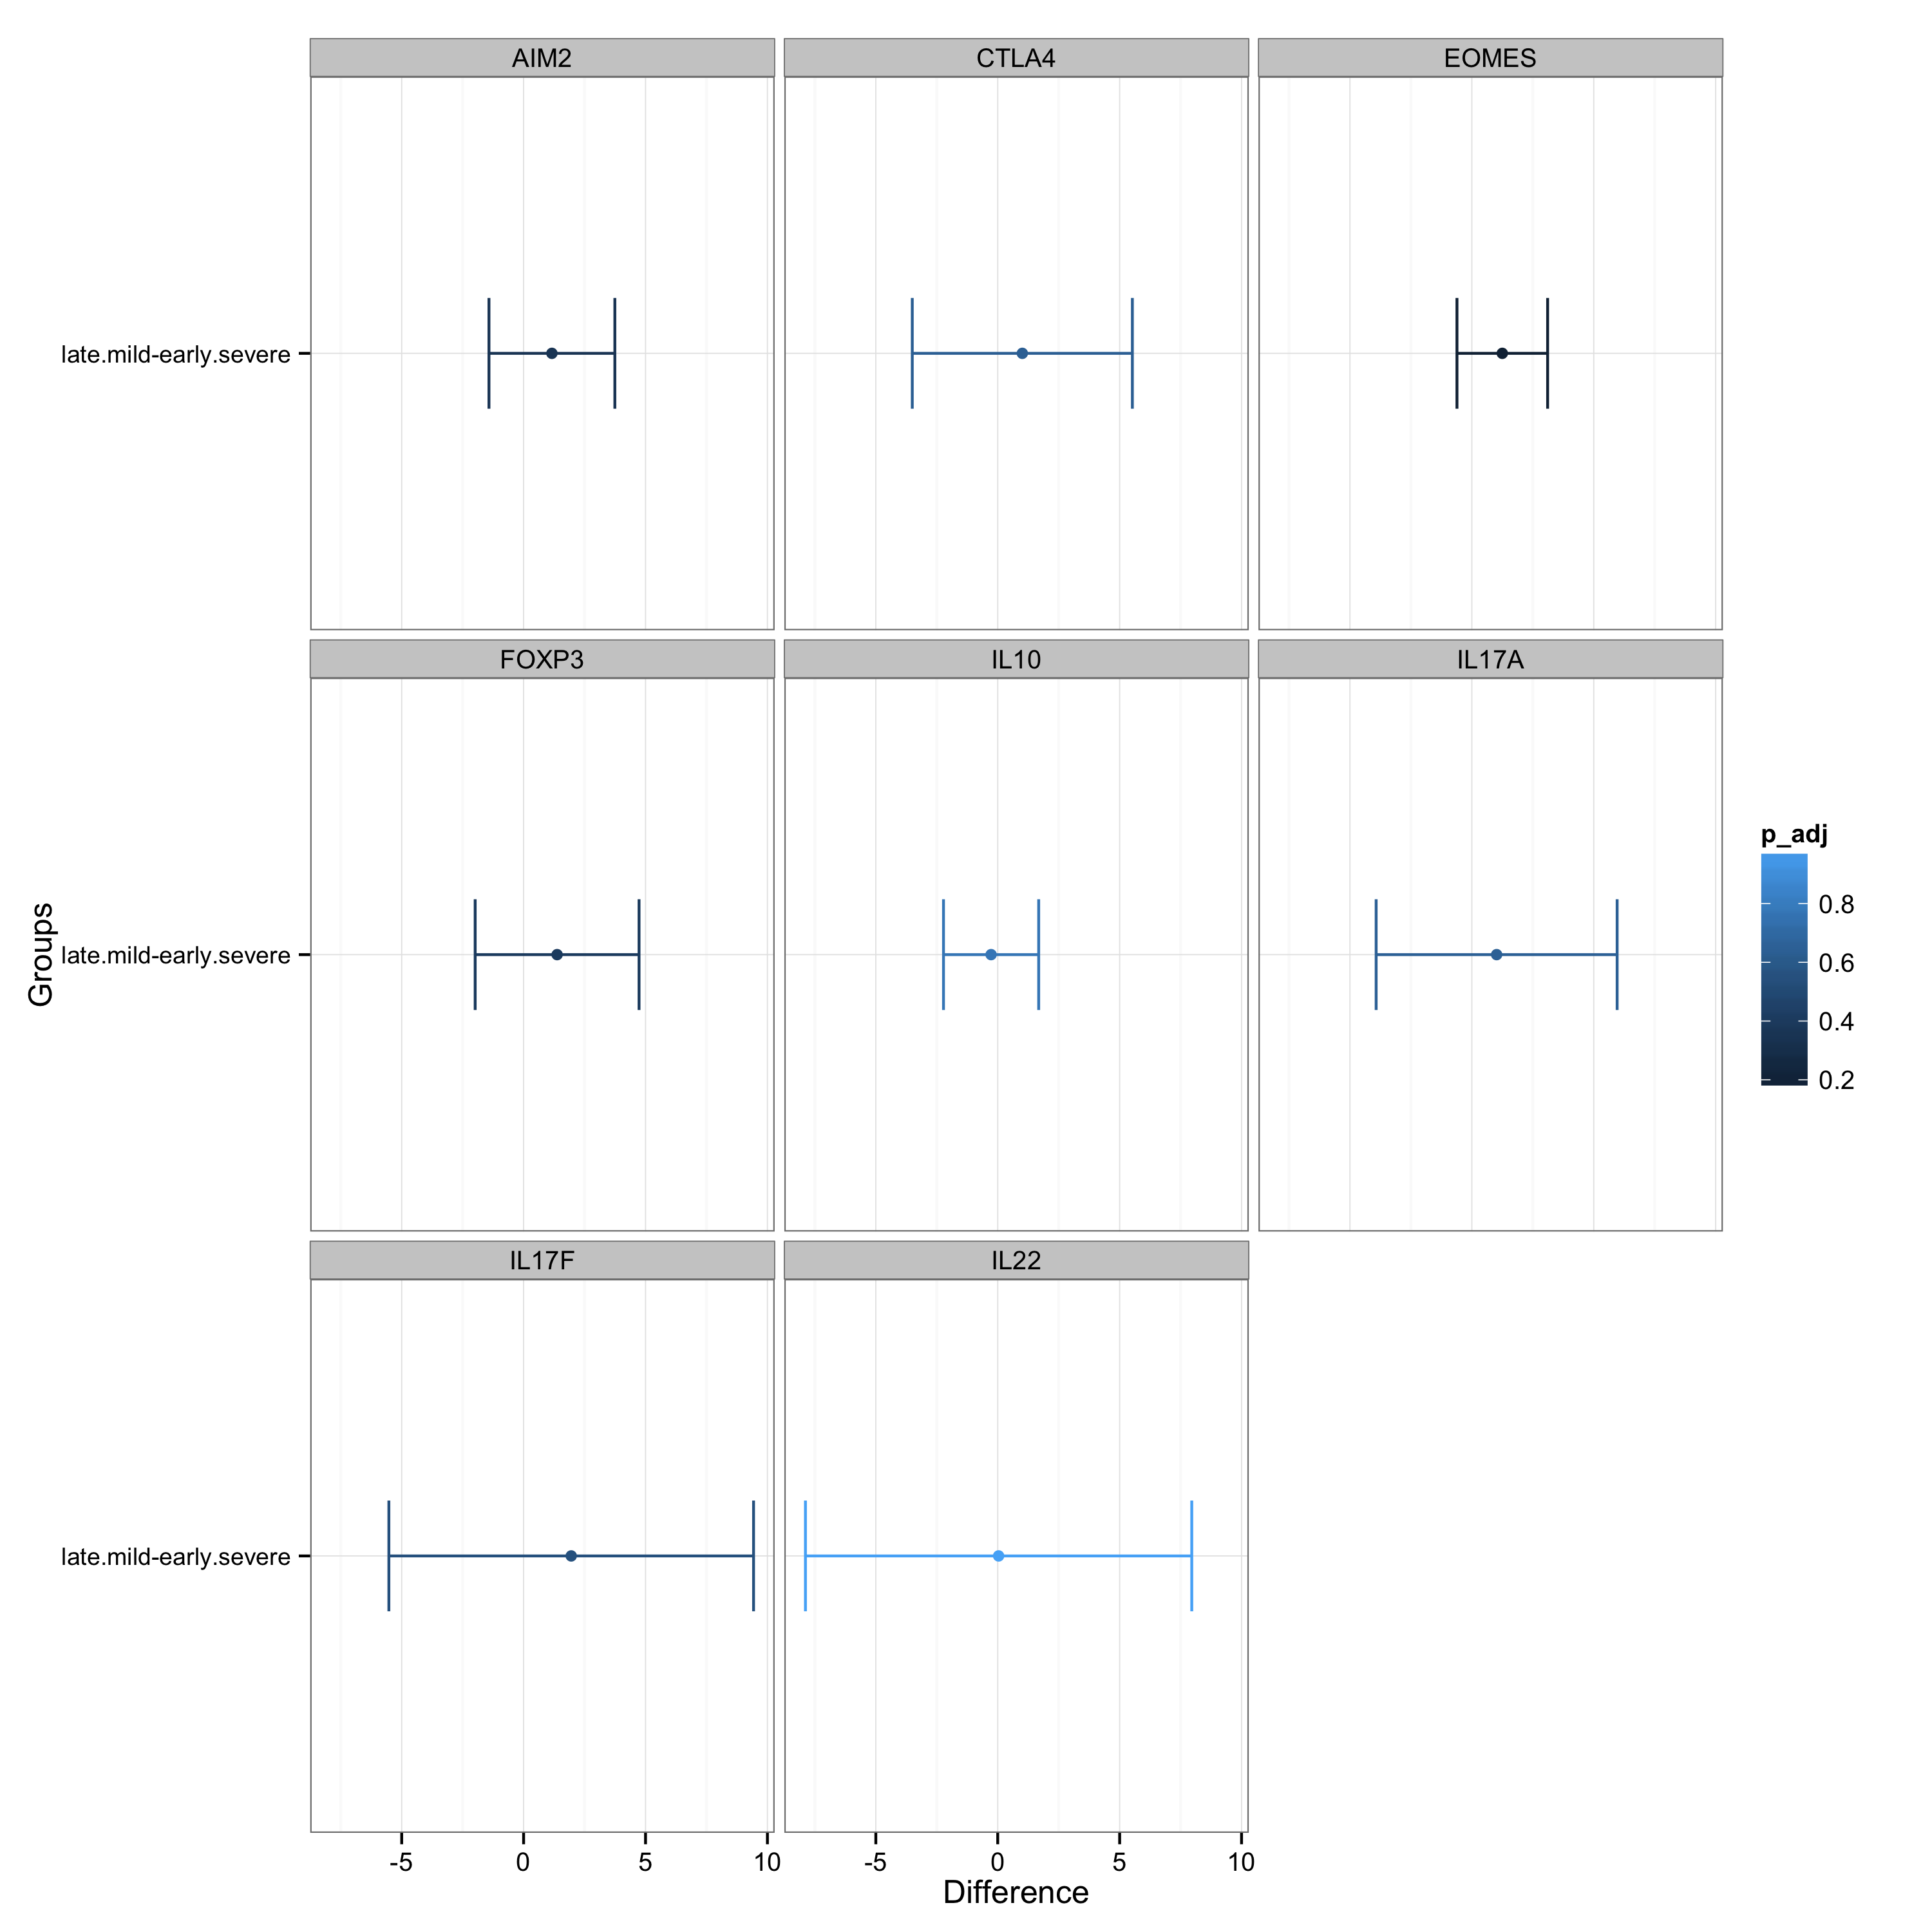 AIM2
CTLA4
EOMES
late.mild-early.severe
FOXP3
IL10
IL17A
late.mild-early.severe
IL17F
IL22
late.mild-early.severe
-5 0 5 10 -5 0 5 10
Difference
Groups
p_adj
0.8
0.6
0.4
0.2